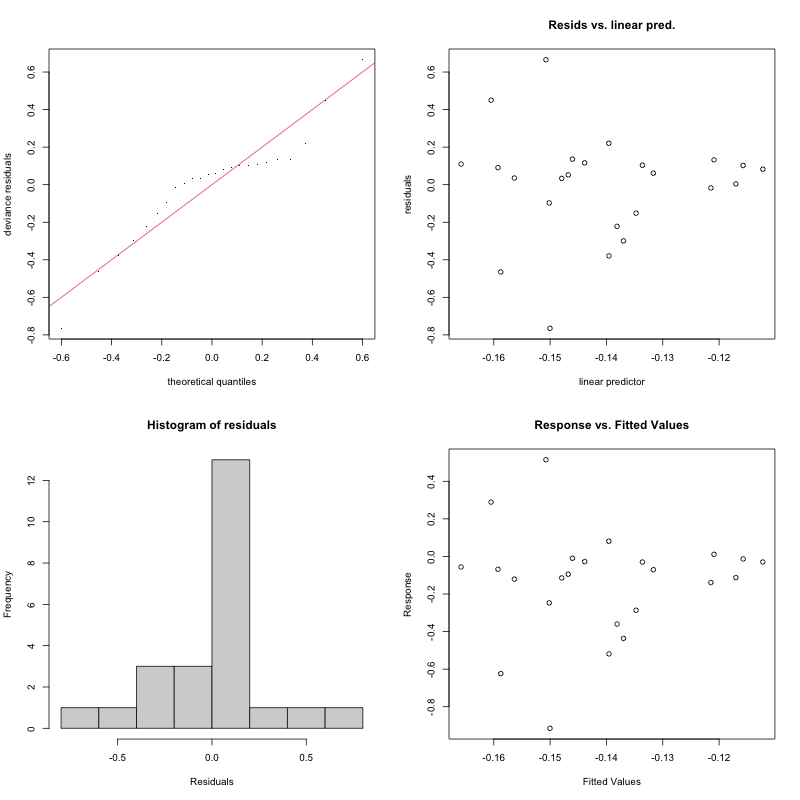 deviance residuals
0.6
0.4
0.2
0.0
-0.2
-0.4
-0.6
-0.8
-0.6 -0.4 -0.2 0.0 0.2 0.4 0.6
theoretical quantiles
Resids vs. linear pred.
residuals
0.6
0.4
0.2
0.0
-0.2
-0.4
-0.6
-0.8
-0.16 -0.15 -0.14 -0.13 -0.12
linear predictor
Histogram of residuals
Frequency
12
10
8
6
4
2
0
-0.5 0.0 0.5
Residuals
Response vs. Fitted Values
Response
0.4
0.2
0.0
-0.2
-0.4
-0.6
-0.8
-0.16 -0.15 -0.14 -0.13 -0.12
Fitted Values